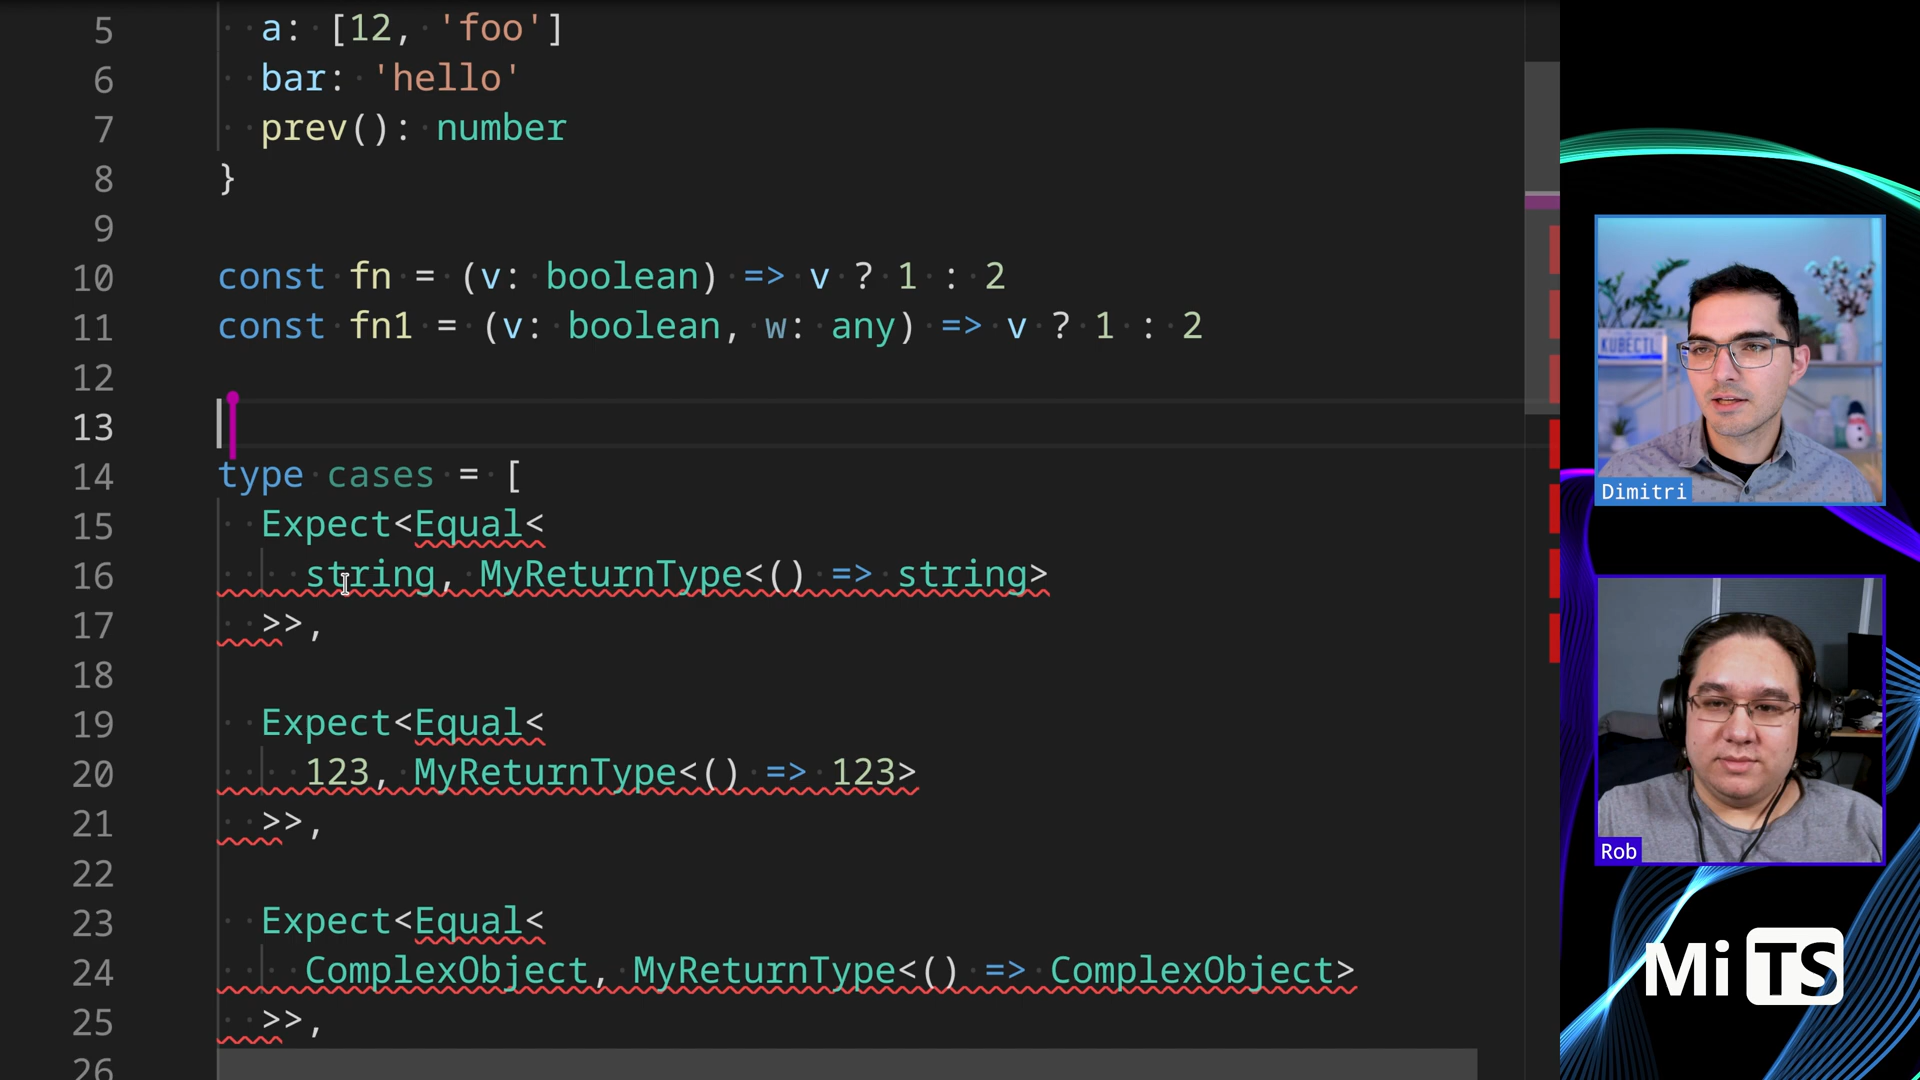 5 a: [12, 'foo']
6 bar: 'hello'
7 prev(): number
8 }
9
10 const fn = (v: boolean) => v ? 1 : 2
11 const fn1 = (v: boolean, w: any) => v ? 1 : 2
12
13
14 type cases = [
15 Expect<Equal<
16 string, MyReturnType<() => string>
17 >>,
18
19 Expect<Equal<
20 123, MyReturnType<() => 123>
21 >>,
22
23 Expect<Equal<
24 ComplexObject, MyReturnType<() => ComplexObject>
25 >>,
26
KUBECTL
Dimitri
Rob
Mi TS